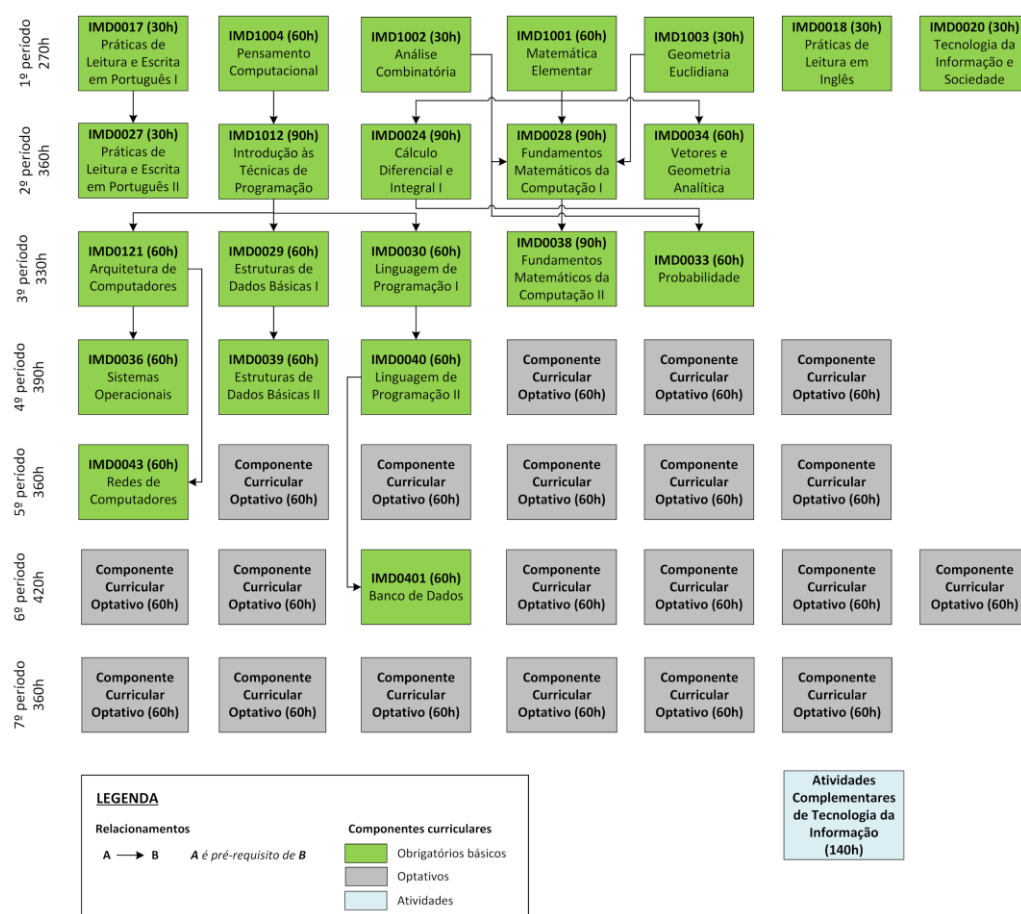 1º período
270h
IMD0017 (30h)
Práticas de
Leitura e Escrita
em Português I
IMD1004 (60h)
Pensamento
Computacional
IMD1002 (30h)
Análise
Combinatória
IMD1001 (60h)
Matemática
Elementar
IMD1003 (30h)
Geometria
Euclidiana
IMD0018 (30h)
Práticas de
Leitura em
Inglês
IMD0020 (30h)
Tecnologia da
Informação e
Sociedade
2º período
360h
IMD0027 (30h)
Práticas de
Leitura e Escrita
em Português II
IMD1012 (90h)
Introdução às
Técnicas de
Programação
IMD0024 (90h)
Cálculo
Diferencial e
Integral I
IMD0028 (90h)
Fundamentos
Matemáticos da
Computação I
IMD0034 (60h)
Vetores e
Geometria
Analítica
3º período
330h
IMD0121 (60h)
Arquitetura de
Computadores
IMD0029 (60h)
Estruturas de
Dados Básicas I
IMD0030 (60h)
Linguagem de
Programação I
IMD0038 (90h)
Fundamentos
Matemáticos da
Computação II
IMD0033 (60h)
Probabilidade
4º período
390h
IMD0036 (60h)
Sistemas
Operacionais
IMD0039 (60h)
Estruturas de
Dados Básicas II
IMD0040 (60h)
Linguagem de
Programação II
Componente
Curricular
Optativo (60h)
Componente
Curricular
Optativo (60h)
Componente
Curricular
Optativo (60h)
5º período
360h
IMD0043 (60h)
Redes de
Computadores
Componente
Curricular
Optativo (60h)
Componente
Curricular
Optativo (60h)
Componente
Curricular
Optativo (60h)
Componente
Curricular
Optativo (60h)
Componente
Curricular
Optativo (60h)
6º período
420h
Componente
Curricular
Optativo (60h)
Componente
Curricular
Optativo (60h)
IMD0401 (60h)
Banco de Dados
Componente
Curricular
Optativo (60h)
Componente
Curricular
Optativo (60h)
Componente
Curricular
Optativo (60h)
Componente
Curricular
Optativo (60h)
7º período
360h
Componente
Curricular
Optativo (60h)
Componente
Curricular
Optativo (60h)
Componente
Curricular
Optativo (60h)
Componente
Curricular
Optativo (60h)
Componente
Curricular
Optativo (60h)
Componente
Curricular
Optativo (60h)
LEGENDA
Relacionamentos
A B A é pré-requisito de B
Componentes curriculares
Obrigatórios básicos
Optativos
Atividades
Atividades
Complementares
de Tecnologia da
Informação
(140h)